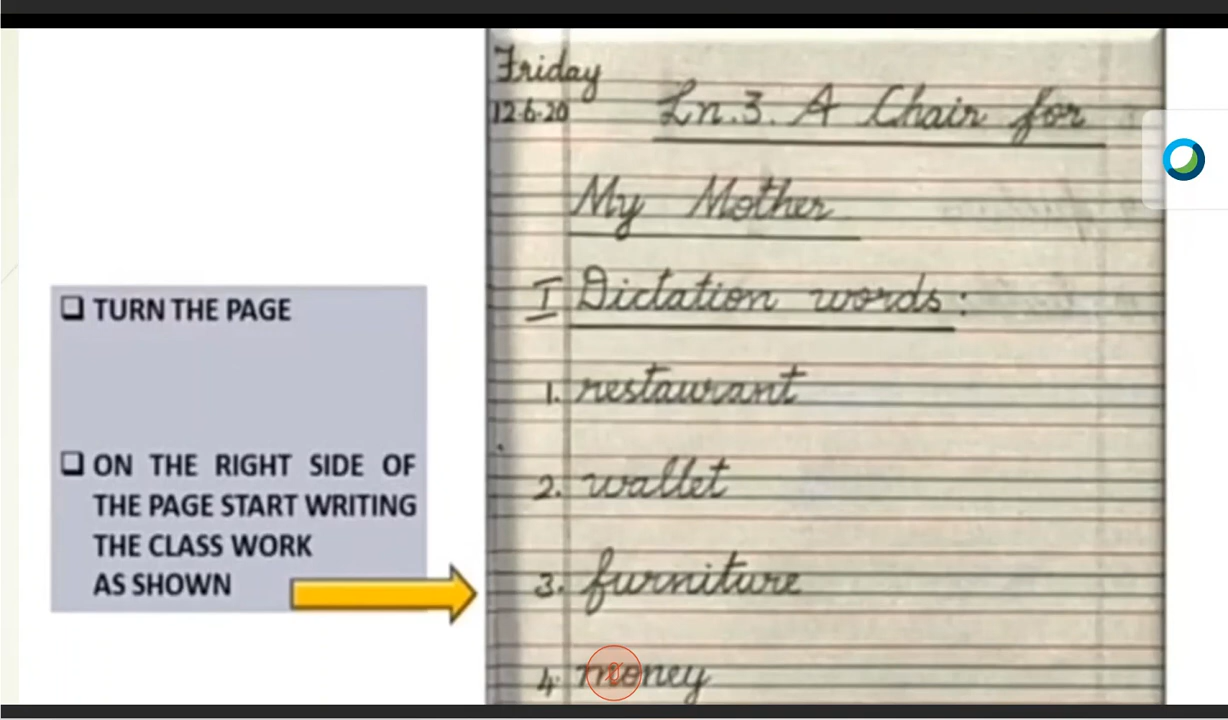 TURN THE PAGE
ON THE RIGHT SIDE OF
THE PAGE START WRITING
THE CLASS WORK
AS SHOWN
Friday
12-6-20
Ln.3. A Chair for
My Mother
I Dictation words:
1. restaurant
2. wallet
3. furniture
4. money